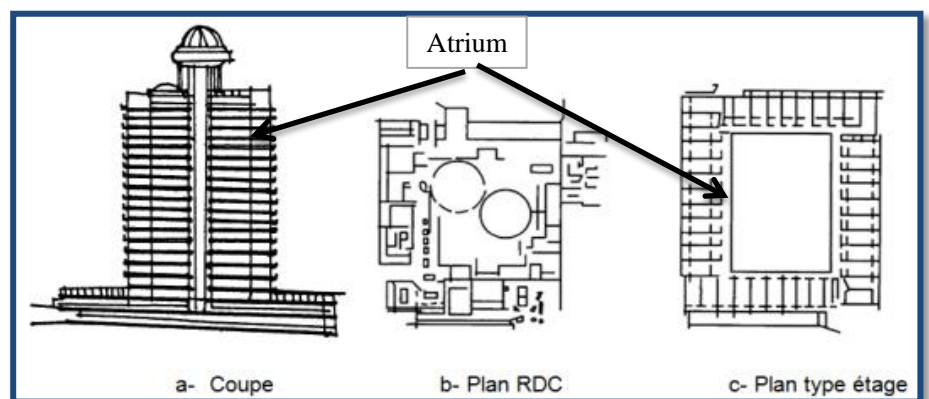 Atrium
a- Coupe
b- Plan RDC
c- Plan type étage